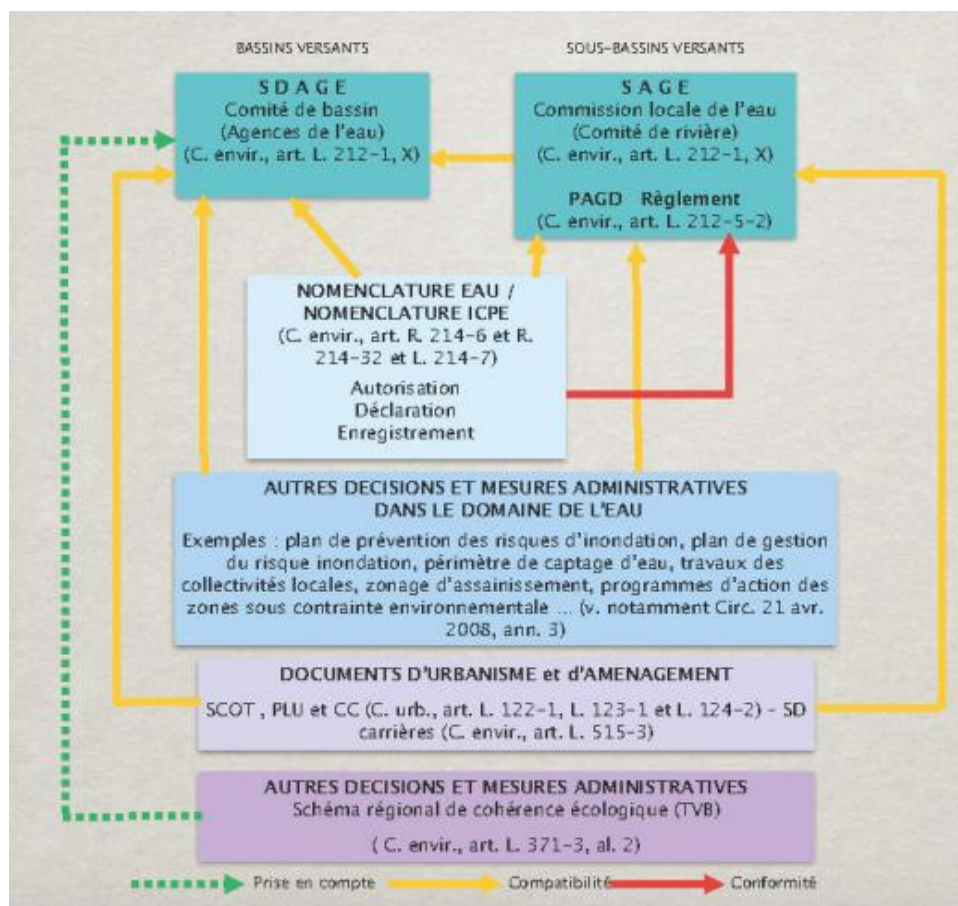 BASSINS VERSANTS
SOUS-BASSINS VERSANTS
S D A G E
Comité de bassin
(Agences de l'eau)
(C. envir., art. L. 212-1, X)
S A G E
Commission locale de l'eau
(Comité de rivière)
(C. envir., art. L. 212-1, X)
PAGD Règlement
(C. envir., art. L. 212-5-2)
NOMENCLATURE EAU /
NOMENCLATURE ICPE
(C. envir., art. R. 214-6 et R.
214-32 et L. 214-7)
Autorisation
Déclaration
Enregistrement
AUTRES DECISIONS ET MESURES ADMINISTRATIVES
DANS LE DOMAINE DE L'EAU
Exemples : plan de prévention des risques d'inondation, plan de gestion
du risque inondation, périmètre de captage d'eau, travaux des
collectivités locales, zonage d'assainissement, programmes d'action des
zones sous contrainte environnementale ... (v. notamment Circ. 21 avr.
2008, ann. 3)
DOCUMENTS D'URBANISME et d'AMENAGEMENT
SCOT , PLU et CC (C. urb., art. L. 122-1, L. 123-1 et L. 124-2) - SD
carrières (C. envir., art. L. 515-3)
AUTRES DECISIONS ET MESURES ADMINISTRATIVES
Schéma régional de cohérence écologique (TVB)
( C. envir., art. L. 371-3, al. 2)
Prise en compte
Compatibilité
Conformité